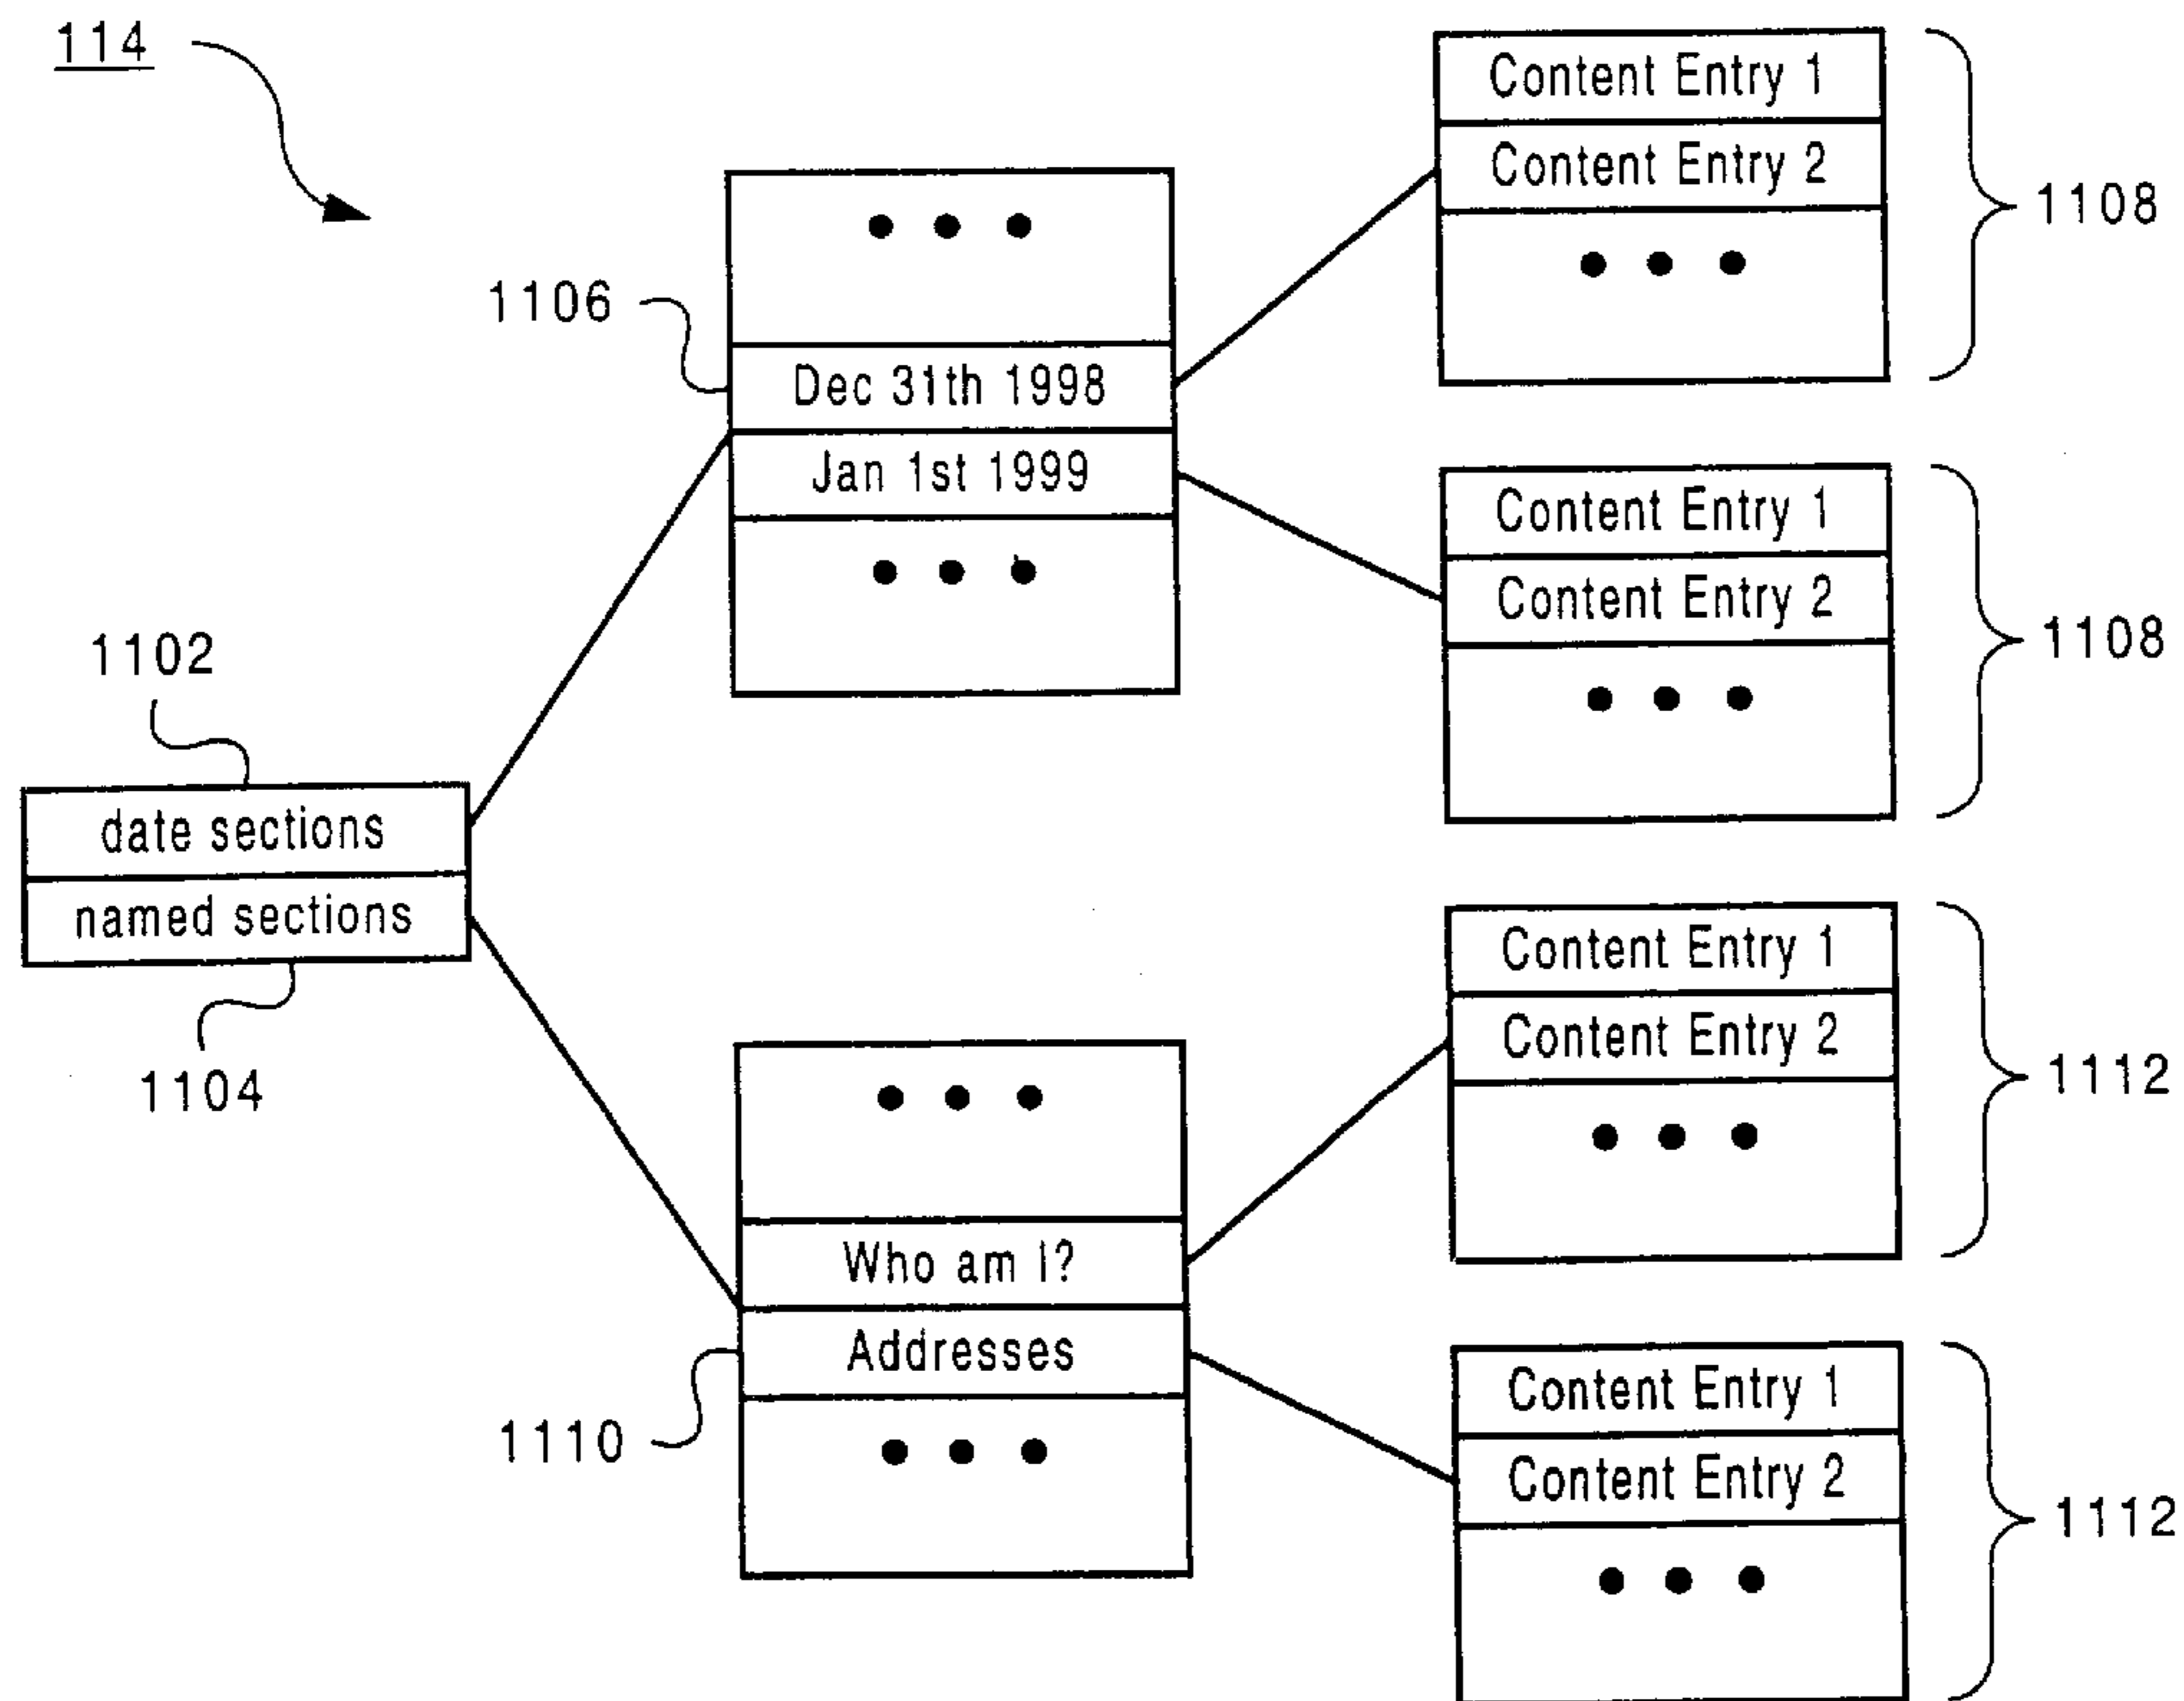 114
Content Entry 1
Content Entry 2
• • •
1108
• • •
1106
Dec 31th 1998
Jan 1st 1999
• • •
Content Entry 1
Content Entry 2
• • •
1108
1102
date sections
named sections
1104
Content Entry 1
Content Entry 2
• • •
1112
• • •
Who am I?
Addresses
1110
• • •
Content Entry 1
Content Entry 2
• • •
1112